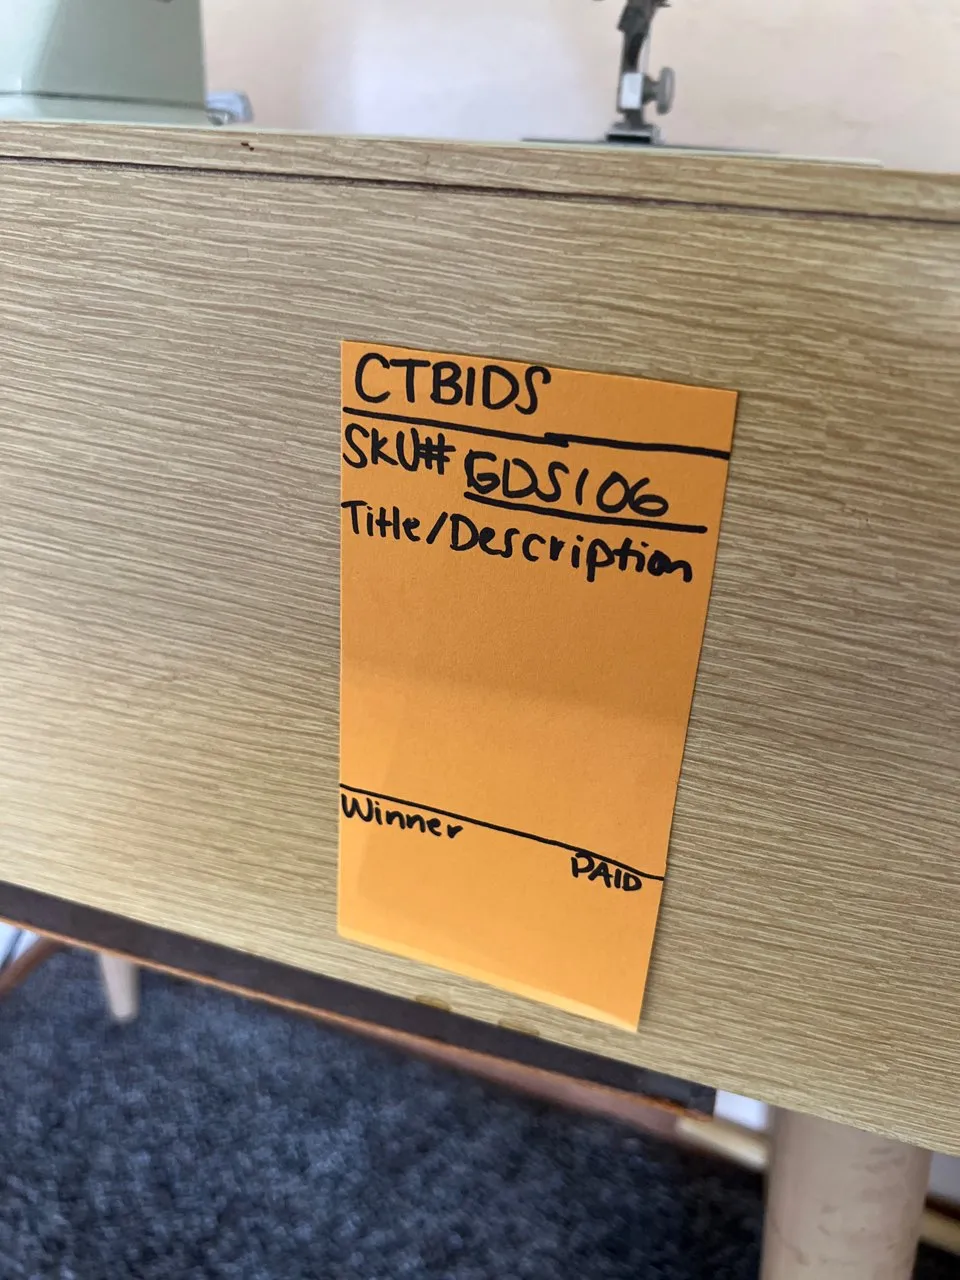 CTBIDS
SKU# GDS106
Title/Description
Winner
PAID